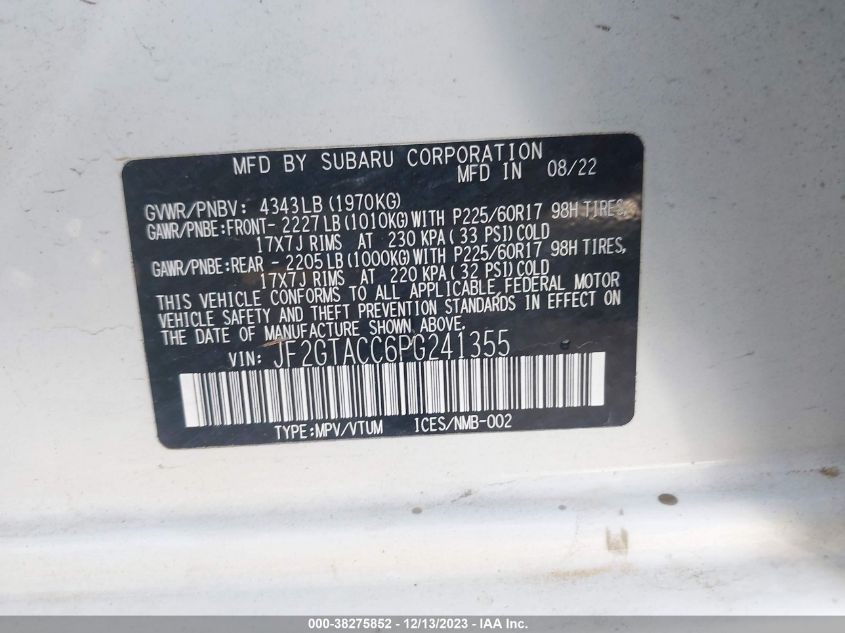 MFD BY SUBARU CORPORATION
MFD IN 08/22
GVWR/PNBV: 4343LB (1970KG)
GAWR/PNBE:FRONT- 2227LB(1010KG)WITH P225/60R17 98H TIRES,
17X7J RIMS AT 230 KPA(33 PSI)COLD
GAWR/PNBE:REAR - 2205LB(1000KG)WITH P225/60R17 98H TIRES,
17X7J RIMS AT 220 KPA(32 PSI)COLD
THIS VEHICLE CONFORMS TO ALL APPLICABLE FEDERAL MOTOR
VEHICLE SAFETY AND THEFT PREVENTION STANDARDS IN EFFECT ON
THE DATE OF MANUFACTURE SHOWN ABOVE.
VIN: JF2GTACC6PG241355
TYPE:MPV/VTUM ICES/NMB-002
000-38275852 - 12/13/2023 - IAA Inc.